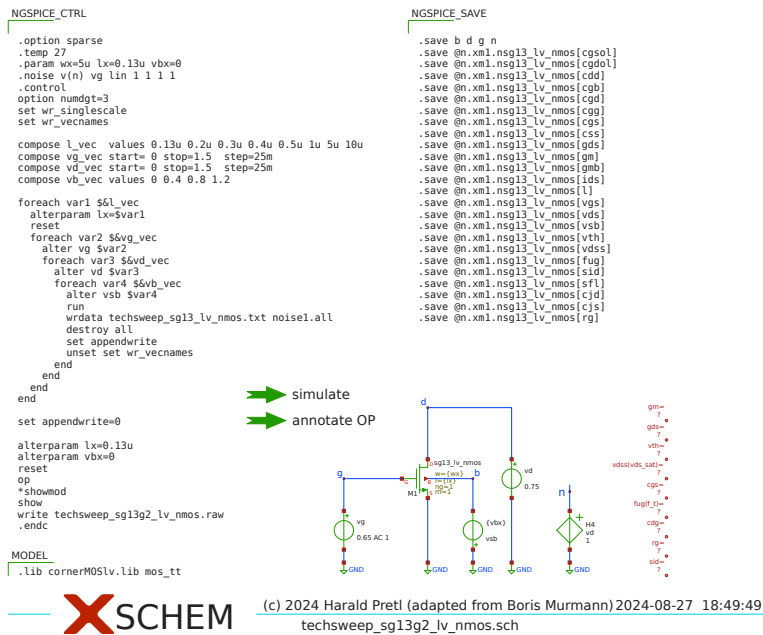 NGSPICE_CTRL
.option sparse
.temp 27
.param wx=5u lx=0.13u vbx=0
.noise v(n) vg lin 1 1 1 1
.control
option numdgt=3
set wr_singlescale
set wr_vecnames
compose l_vec  values 0.13u 0.2u 0.3u 0.4u 0.5u 1u 5u 10u
compose vg_vec start= 0 stop=1.5  step=25m
compose vd_vec start= 0 stop=1.5  step=25m
compose vb_vec values 0 0.4 0.8 1.2
foreach var1 $&l_vec
  alterparam lx=$var1
  reset
  foreach var2 $&vg_vec
    alter vg $var2
    foreach var3 $&vd_vec
      alter vd $var3
      foreach var4 $&vb_vec
        alter vsb $var4
        run
        wrdata techsweep_sg13_lv_nmos.txt noise1.all
        destroy all
        set appendwrite
        unset set wr_vecnames
      end
    end
  end
end
set appendwrite=0
alterparam lx=0.13u
alterparam vbx=0
reset
op
*showmod
show
write techsweep_sg13g2_lv_nmos.raw
.endc
MODEL
.lib cornerMOSlv.lib mos_tt
NGSPICE_SAVE
.save b d g n
.save @n.xm1.nsg13_lv_nmos[cgsol]
.save @n.xm1.nsg13_lv_nmos[cgdol]
.save @n.xm1.nsg13_lv_nmos[cdd]
.save @n.xm1.nsg13_lv_nmos[cgb]
.save @n.xm1.nsg13_lv_nmos[cgd]
.save @n.xm1.nsg13_lv_nmos[cgg]
.save @n.xm1.nsg13_lv_nmos[cgs]
.save @n.xm1.nsg13_lv_nmos[css]
.save @n.xm1.nsg13_lv_nmos[gds]
.save @n.xm1.nsg13_lv_nmos[gm]
.save @n.xm1.nsg13_lv_nmos[gmb]
.save @n.xm1.nsg13_lv_nmos[ids]
.save @n.xm1.nsg13_lv_nmos[l]
.save @n.xm1.nsg13_lv_nmos[vgs]
.save @n.xm1.nsg13_lv_nmos[vds]
.save @n.xm1.nsg13_lv_nmos[vsb]
.save @n.xm1.nsg13_lv_nmos[vth]
.save @n.xm1.nsg13_lv_nmos[vdss]
.save @n.xm1.nsg13_lv_nmos[fug]
.save @n.xm1.nsg13_lv_nmos[sid]
.save @n.xm1.nsg13_lv_nmos[sfl]
.save @n.xm1.nsg13_lv_nmos[cjd]
.save @n.xm1.nsg13_lv_nmos[cjs]
.save @n.xm1.nsg13_lv_nmos[rg]
simulate
annotate OP
d
g
b
n
sg13_lv_nmos
w={wx}
l={lx}
ng=1
m=1
M1
D
G
B
S
vg
0.65 AC 1
{vbx}
vsb
vd
0.75
H4
vd
1
GND
GND
GND
GND
GND
gm=
?
gds=
?
vth=
?
vdss(vds_sat)=
?
cgs=
?
fug(f_t)=
?
cdg=
?
rg=
?
sid=
?
XSCHEM
(c) 2024 Harald Pretl (adapted from Boris Murmann) 2024-08-27  18:49:49
techsweep_sg13g2_lv_nmos.sch